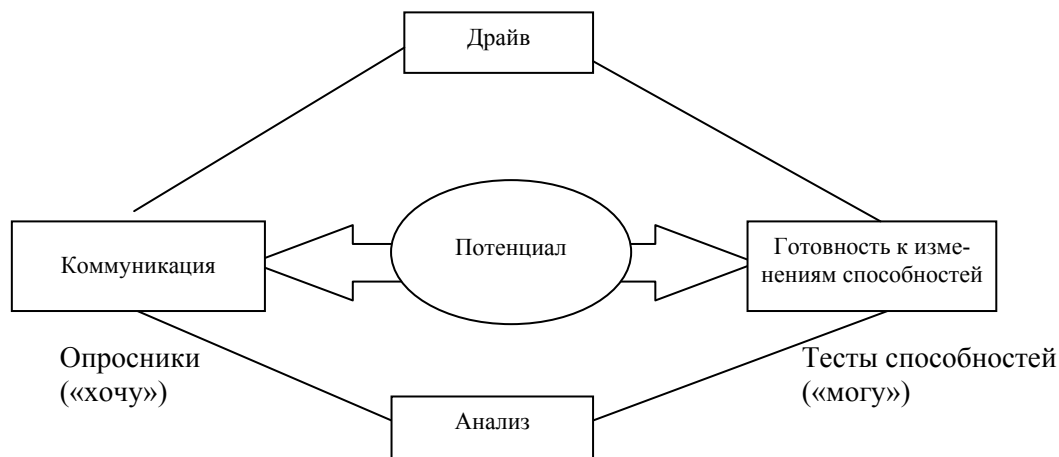 Драйв
Коммуникация
Потенциал
Готовность к изме-
нениям способностей
Опросники
(«хочу»)
Тесты способностей
(«могу»)
Анализ